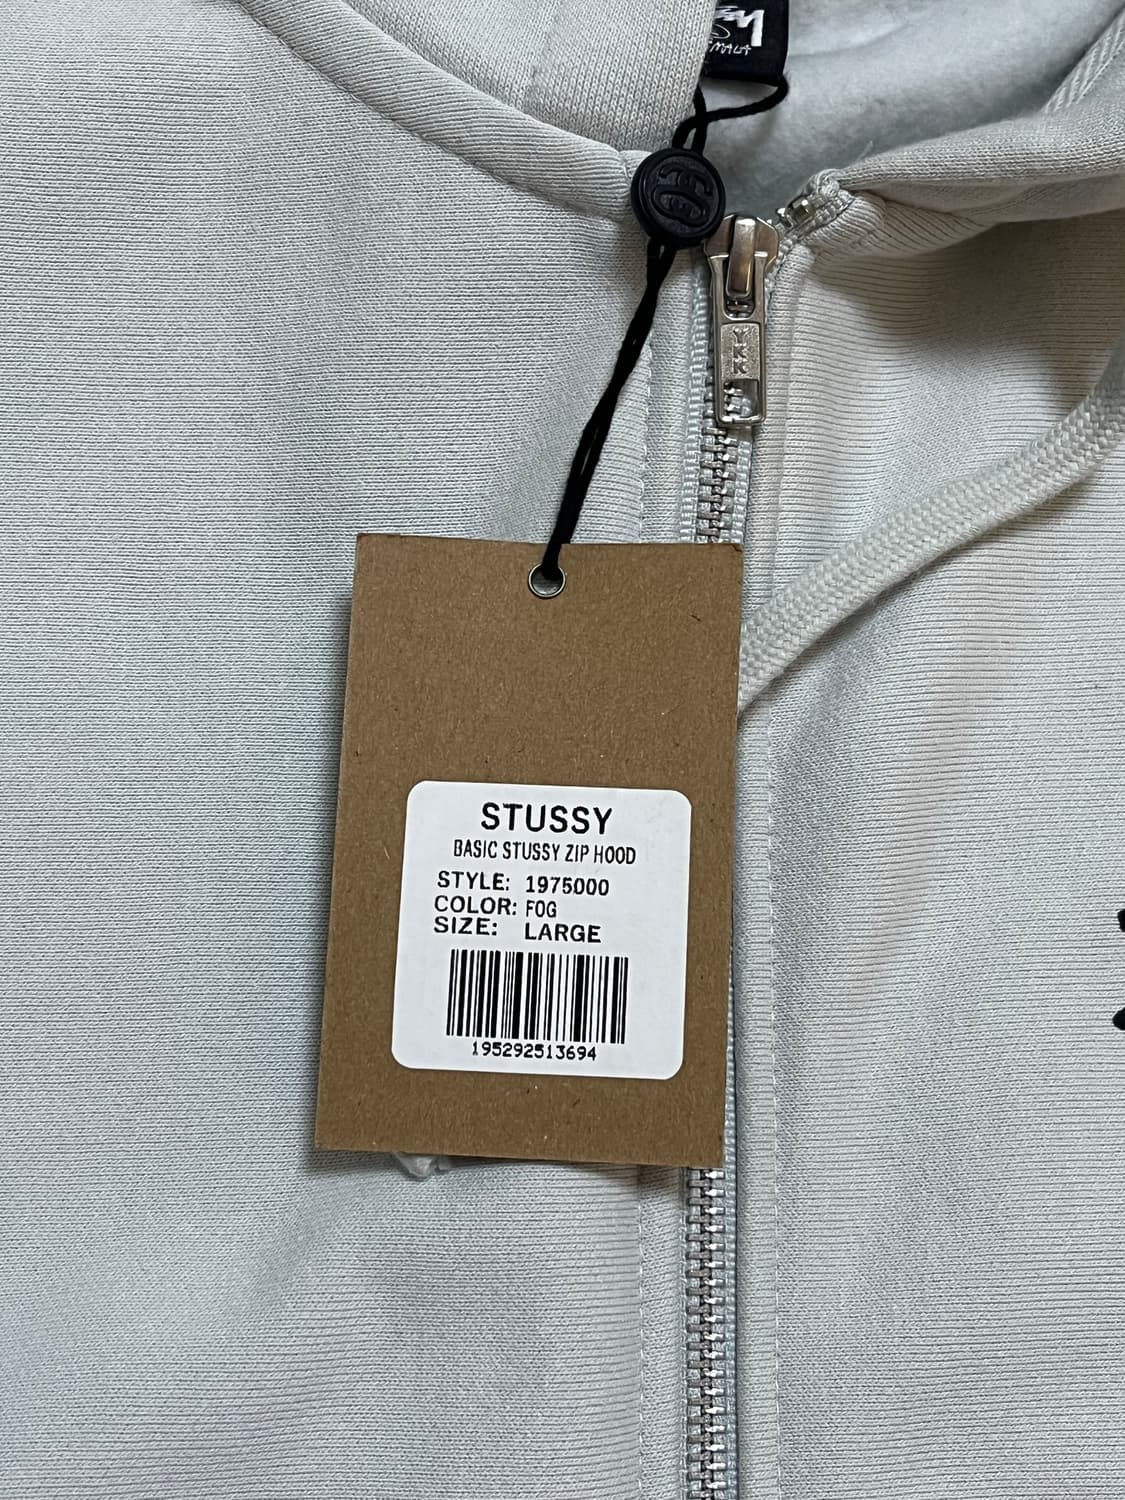 YKK
STUSSY
BASIC STUSSY ZIP HOOD
STYLE: 1975000
COLOR: FOG
SIZE: LARGE
195292513694